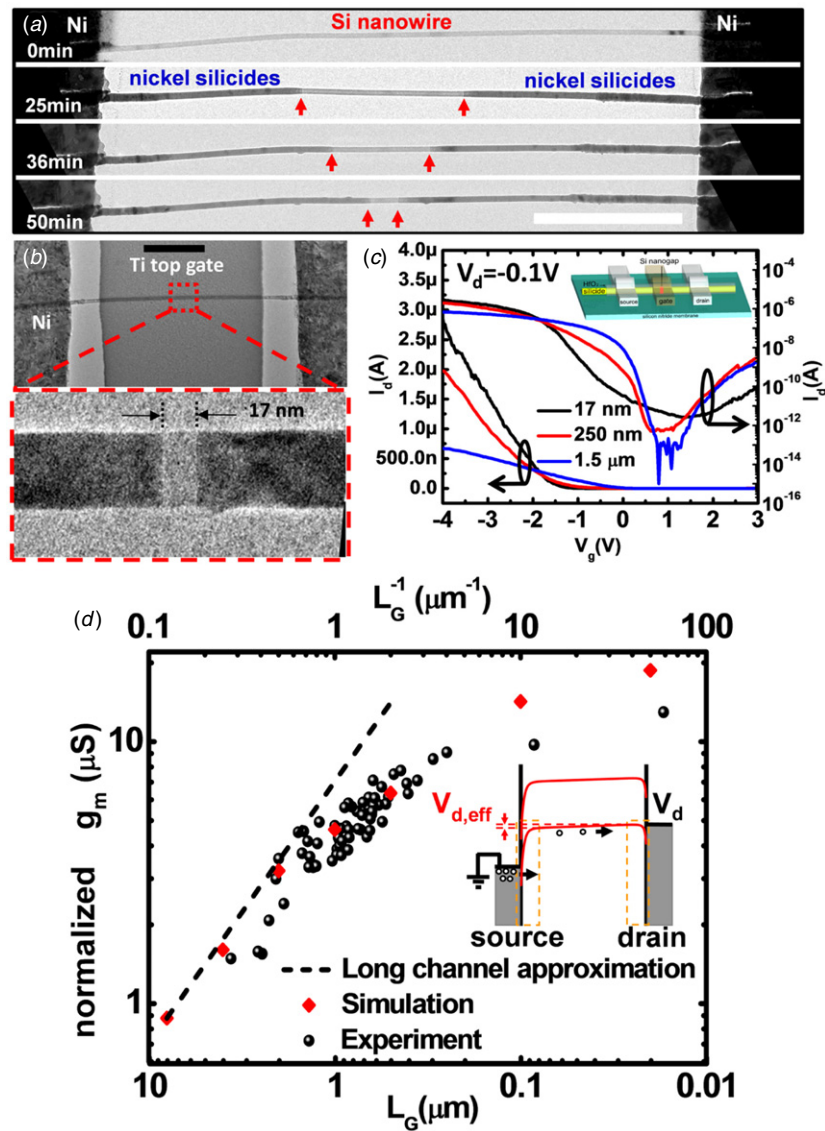 (a) Ni Si nanowire Ni
0min
nickel silicides nickel silicides
25min
36min
50min
(b)
Ti top gate
Ni
17 nm
(c)
V_d=-0.1V
Si nanogap
silicide
source gate drain
silicon nitride membrane
4.0μ
3.5μ
3.0μ
2.5μ
2.0μ
1.5μ
1.0μ
500.0n
0.0
I_d(A)
17 nm
250 nm
1.5 μm
10^-4
10^-6
10^-8
10^-10
10^-12
10^-14
10^-16
I_d(A)
-4 -3 -2 -1 0 1 2 3
V_g(V)
(d)
L_G^-1 (μm^-1)
0.1 1 10 100
normalized g_m (μS)
10
1
V_d,eff
V_d
source drain
Long channel approximation
Simulation
Experiment
10 1 0.1 0.01
L_G(μm)